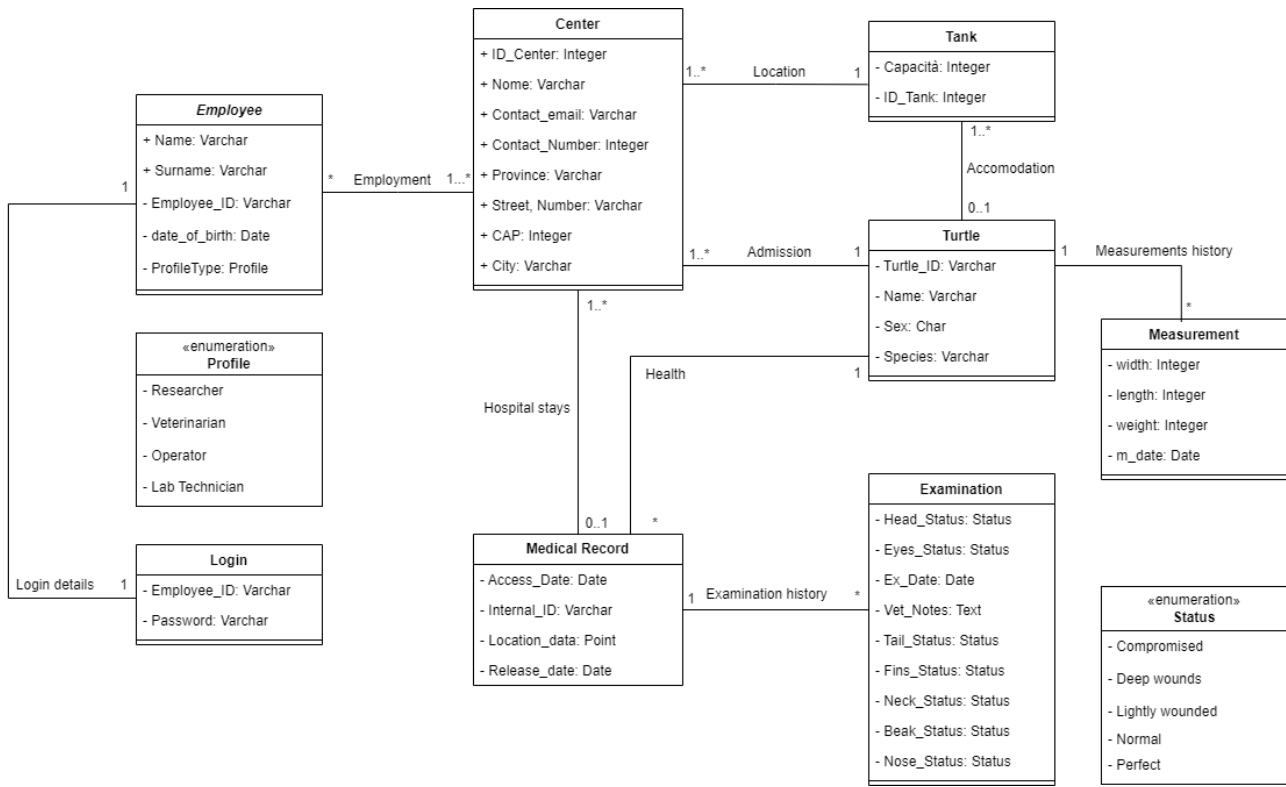 Center
+ ID_Center: Integer
+ Nome: Varchar
+ Contact_email: Varchar
+ Contact_Number: Integer
+ Province: Varchar
+ Street, Number: Varchar
+ CAP: Integer
+ City: Varchar
Tank
- Capacità: Integer
- ID_Tank: Integer
1..*
Location
1
Employee
+ Name: Varchar
+ Surname: Varchar
- Employee_ID: Varchar
- date_of_birth: Date
- ProfileType: Profile
1
*
Employment
1...*
1..*
Accomodation
0..1
Turtle
- Turtle_ID: Varchar
- Name: Varchar
- Sex: Char
- Species: Varchar
1..*
Admission
1
1
Measurements history
*
Measurement
- width: Integer
- length: Integer
- weight: Integer
- m_date: Date
«enumeration»
Profile
- Researcher
- Veterinarian
- Operator
- Lab Technician
1..*
Hospital stays
0..1
Health
1
*
Login
- Employee_ID: Varchar
- Password: Varchar
Login details
1
Medical Record
- Access_Date: Date
- Internal_ID: Varchar
- Location_data: Point
- Release_date: Date
1
Examination history
*
Examination
- Head_Status: Status
- Eyes_Status: Status
- Ex_Date: Date
- Vet_Notes: Text
- Tail_Status: Status
- Fins_Status: Status
- Neck_Status: Status
- Beak_Status: Status
- Nose_Status: Status
«enumeration»
Status
- Compromised
- Deep wounds
- Lightly wounded
- Normal
- Perfect